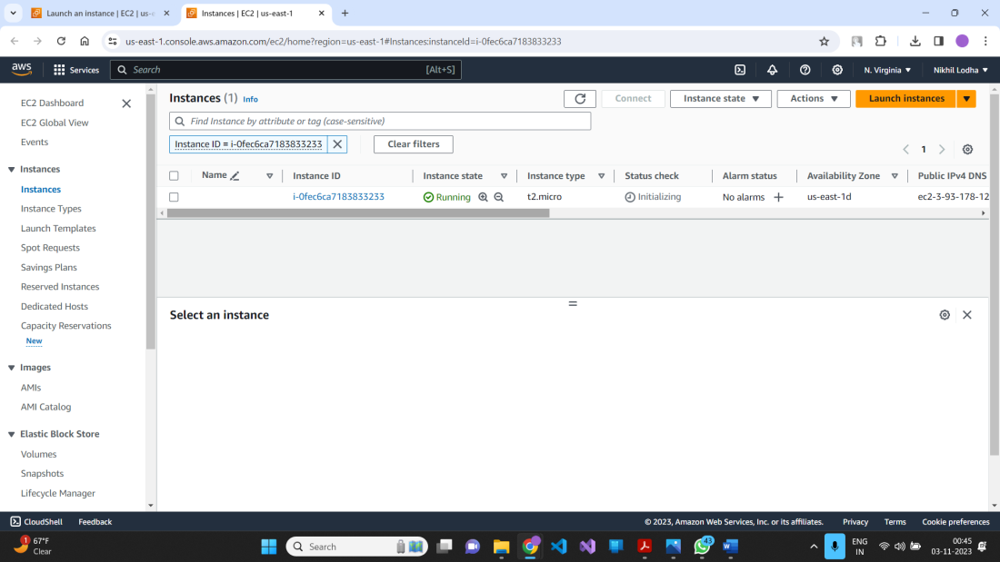 Launch an instance | EC2 | us-e
Instances | EC2 | us-east-1
us-east-1.console.aws.amazon.com/ec2/home?region=us-east-1#Instances:instanceId=i-0fec6ca7183833233
aws
Services
Search
[Alt+S]
N. Virginia
Nikhil Lodha
EC2 Dashboard
EC2 Global View
Events
Instances
Instances
Instance Types
Launch Templates
Spot Requests
Savings Plans
Reserved Instances
Dedicated Hosts
Capacity Reservations
New
Images
AMIs
AMI Catalog
Elastic Block Store
Volumes
Snapshots
Lifecycle Manager
Instances (1) Info
Connect
Instance state
Actions
Launch instances
Find Instance by attribute or tag (case-sensitive)
Instance ID = i-0fec6ca7183833233
Clear filters
1
Name Instance ID Instance state Instance type Status check Alarm status Availability Zone Public IPv4 DNS
i-0fec6ca7183833233 Running t2.micro Initializing No alarms us-east-1d ec2-3-93-178-12
Select an instance
CloudShell Feedback © 2023, Amazon Web Services, Inc. or its affiliates. Privacy Terms Cookie preferences
1
67°F
Clear
Search
43
ENG
IN
00:45
03-11-2023